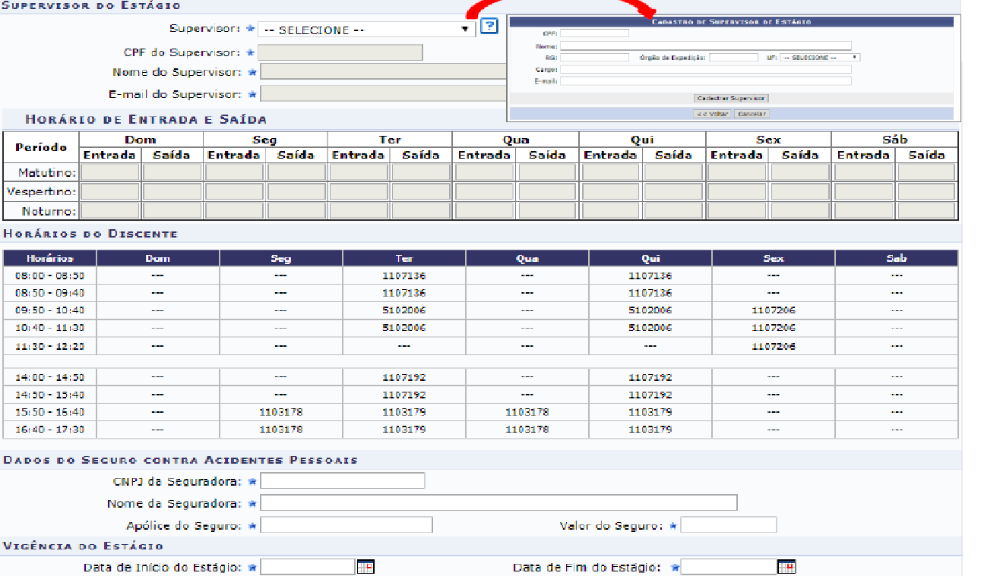 SUPERVISOR DO ESTÁGIO
Supervisor: -- SELECIONE -- ?
CPF do Supervisor:
Nome do Supervisor:
E-mail do Supervisor:
CADASTRO DE SUPERVISOR DE ESTÁGIO
CPF:
Nome:
RG: Órgão de Expedição: UF: -- SELECIONE --
Cargo:
E-mail:
Cadastrar Supervisor
<< Voltar Cancelar
HORÁRIO DE ENTRADA E SAÍDA
Período Dom Seg Ter Qua Qui Sex Sáb
Entrada Saída Entrada Saída Entrada Saída Entrada Saída Entrada Saída Entrada Saída Entrada Saída
Matutino:
Vespertino:
Noturno:
HORÁRIOS DO DISCENTE
Horários Dom Seg Ter Qua Qui Sex Sab
08:00 - 08:50 --- --- 1107136 --- 1107136 --- ---
08:50 - 09:40 --- --- 1107136 --- 1107136 --- ---
09:50 - 10:40 --- --- 5102006 --- 5102006 1107206 ---
10:40 - 11:30 --- --- 5102006 --- 5102006 1107206 ---
11:30 - 12:20 --- --- --- --- --- 1107206 ---
14:00 - 14:50 --- --- 1107192 --- 1107192 --- ---
14:50 - 15:40 --- --- 1107192 --- 1107192 --- ---
15:50 - 16:40 --- 1103178 1103179 1103178 1103179 --- ---
16:40 - 17:30 --- 1103178 1103179 1103178 1103179 --- ---
DADOS DO SEGURO CONTRA ACIDENTES PESSOAIS
CNPJ da Seguradora:
Nome da Seguradora:
Apólice do Seguro: Valor do Seguro:
VIGÊNCIA DO ESTÁGIO
Data de Início do Estágio: Data de Fim do Estágio: